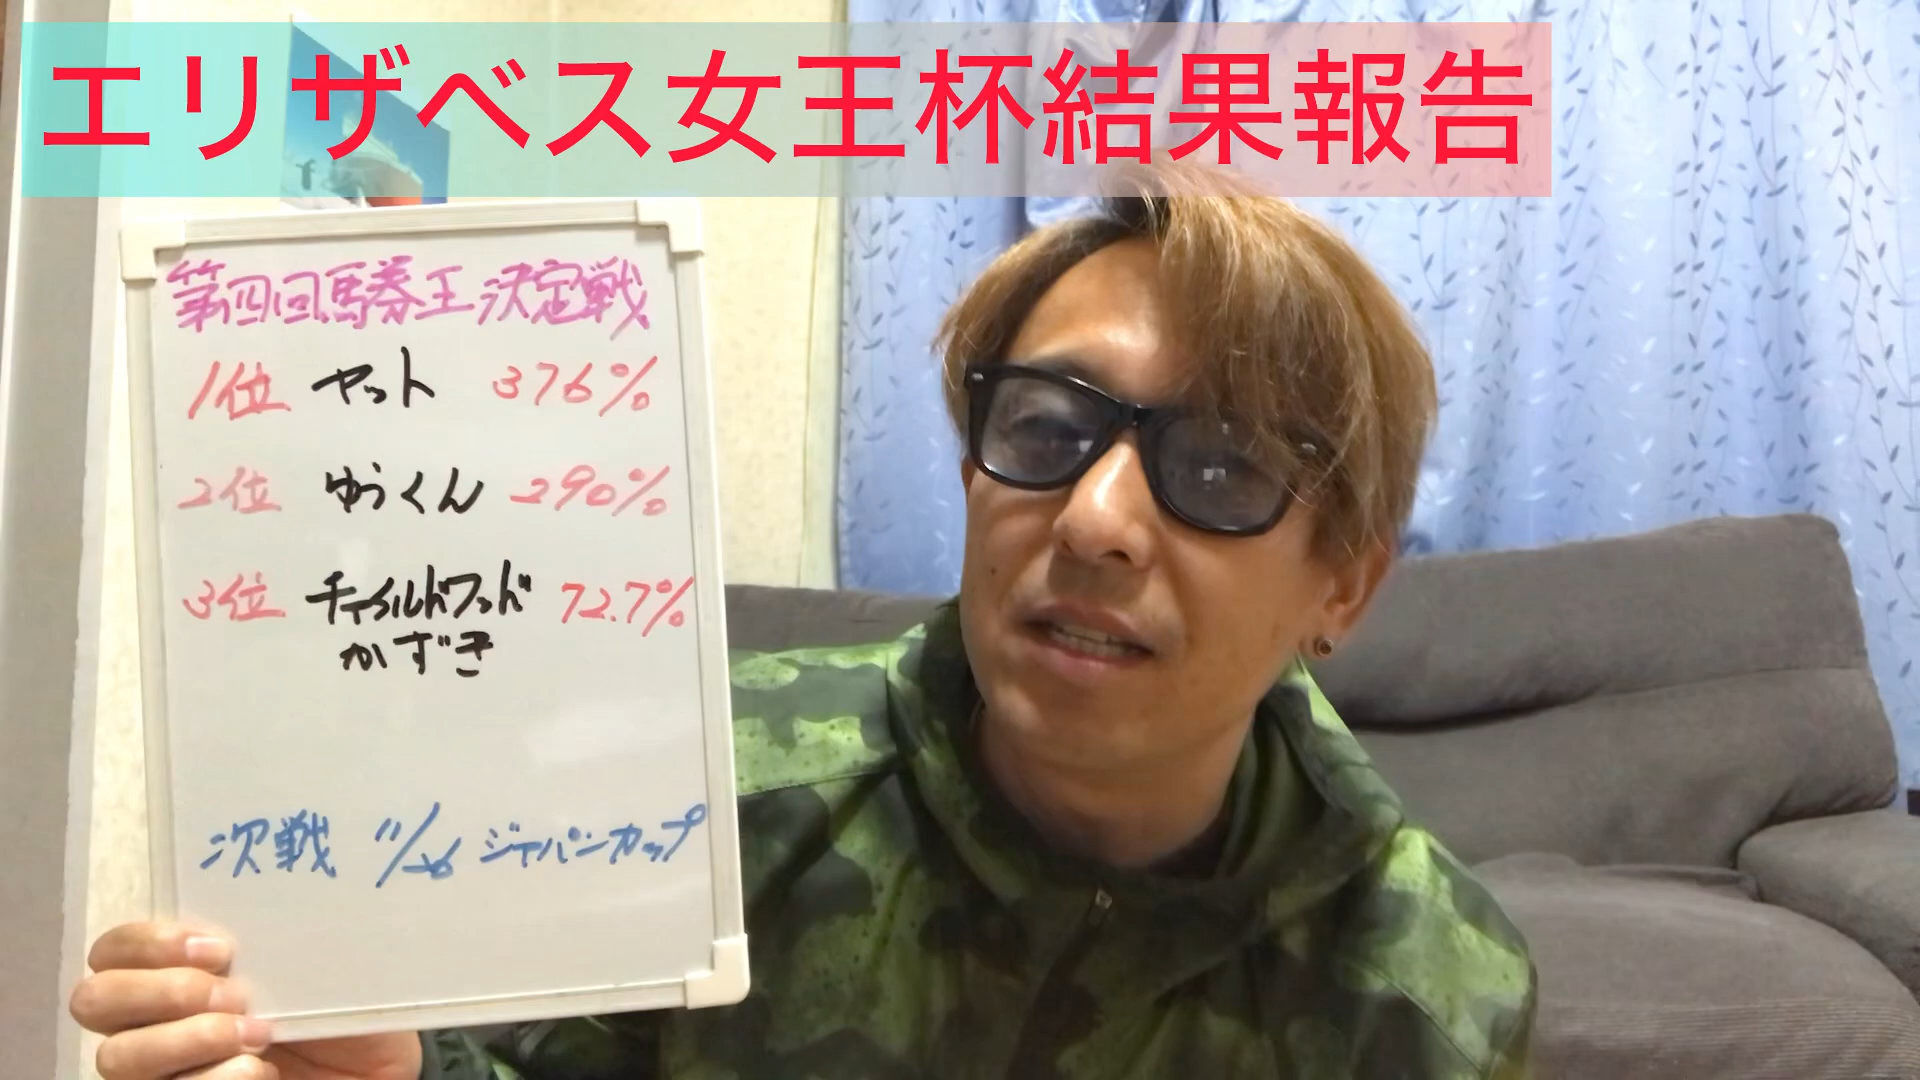 エリザベス女王杯結果報告
第四回馬券王決定戦
1位 ヤット 376%
2位 ゆうくん 290%
3位 チャイルドフッド 72.7%
かずき
次戦 11/26 ジャパンカップ